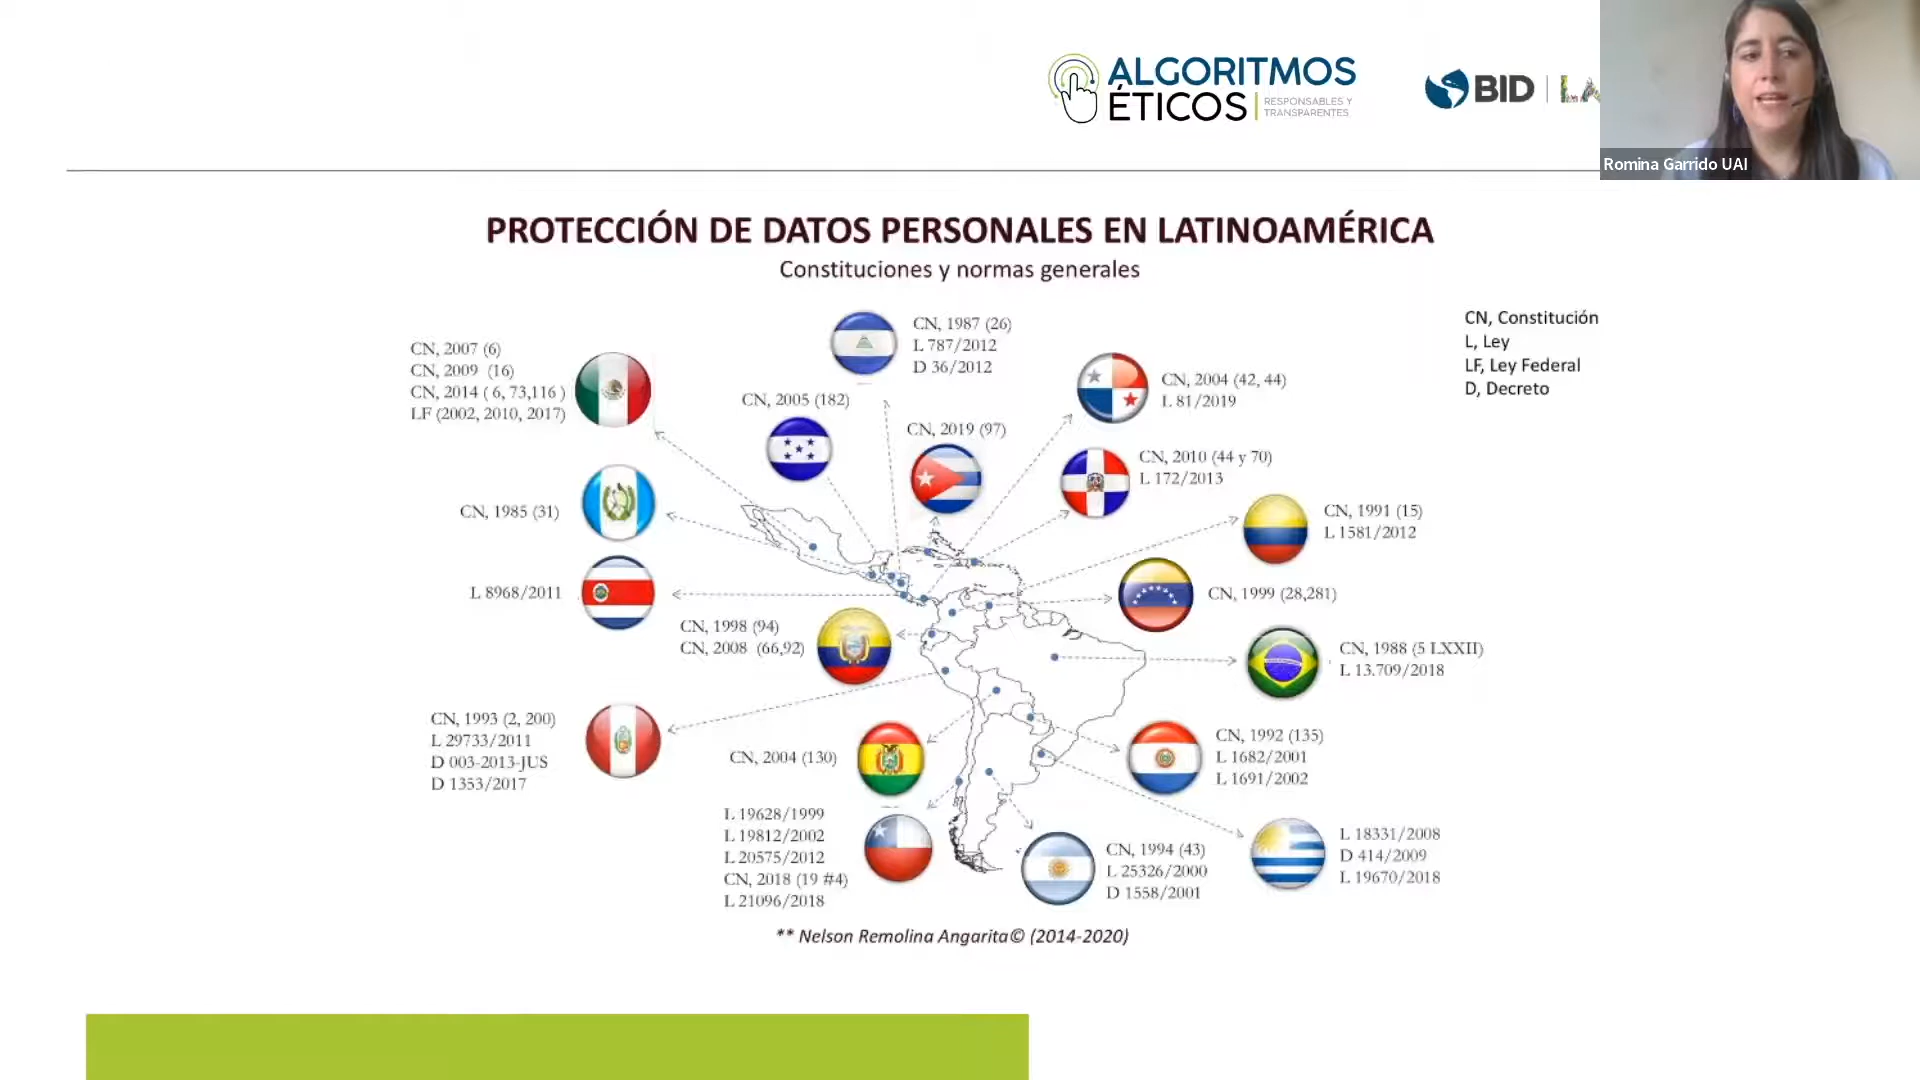 ALGORITMOS
ÉTICOS
RESPONSABLES Y
TRANSPARENTES
BID
Romina Garrido UAI
PROTECCIÓN DE DATOS PERSONALES EN LATINOAMÉRICA
Constituciones y normas generales
CN, Constitución
L, Ley
LF, Ley Federal
D, Decreto
CN, 2007 (6)
CN, 2009 (16)
CN, 2014 ( 6, 73,116 )
LF (2002, 2010, 2017)
CN, 1987 (26)
L 787/2012
D 36/2012
CN, 2005 (182)
CN, 2019 (97)
CN, 2004 (42, 44)
L 81/2019
CN, 2010 (44 y 70)
L 172/2013
CN, 1985 (31)
CN, 1991 (15)
L 1581/2012
L 8968/2011
CN, 1999 (28,281)
CN, 1998 (94)
CN, 2008 (66,92)
CN, 1988 (5 LXXII)
L 13.709/2018
CN, 1993 (2, 200)
L 29733/2011
D 003-2013-JUS
D 1353/2017
CN, 2004 (130)
CN, 1992 (135)
L 1682/2001
L 1691/2002
L 19628/1999
L 19812/2002
L 20575/2012
CN, 2018 (19 #4)
L 21096/2018
CN, 1994 (43)
L 25326/2000
D 1558/2001
L 18331/2008
D 414/2009
L 19670/2018
** Nelson Remolina Angarita© (2014-2020)